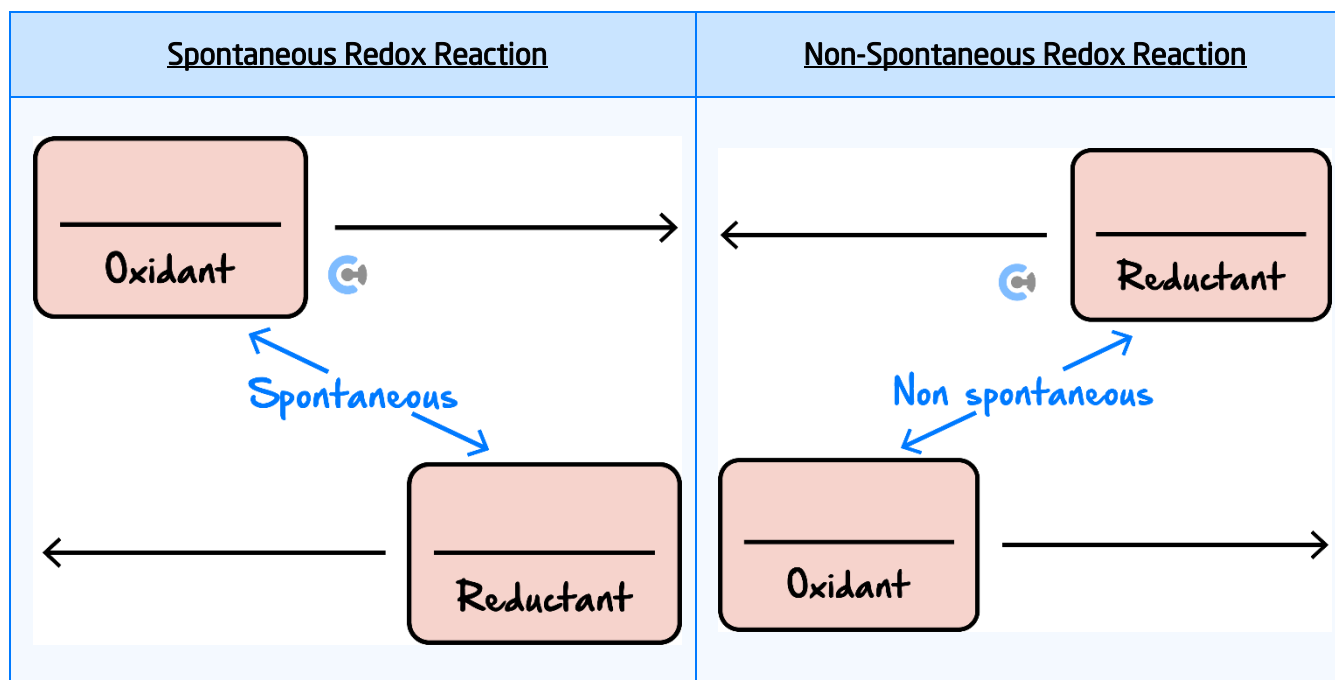 Spontaneous Redox Reaction
Non-Spontaneous Redox Reaction
Oxidant
Spontaneous
Reductant
Reductant
Non spontaneous
Oxidant